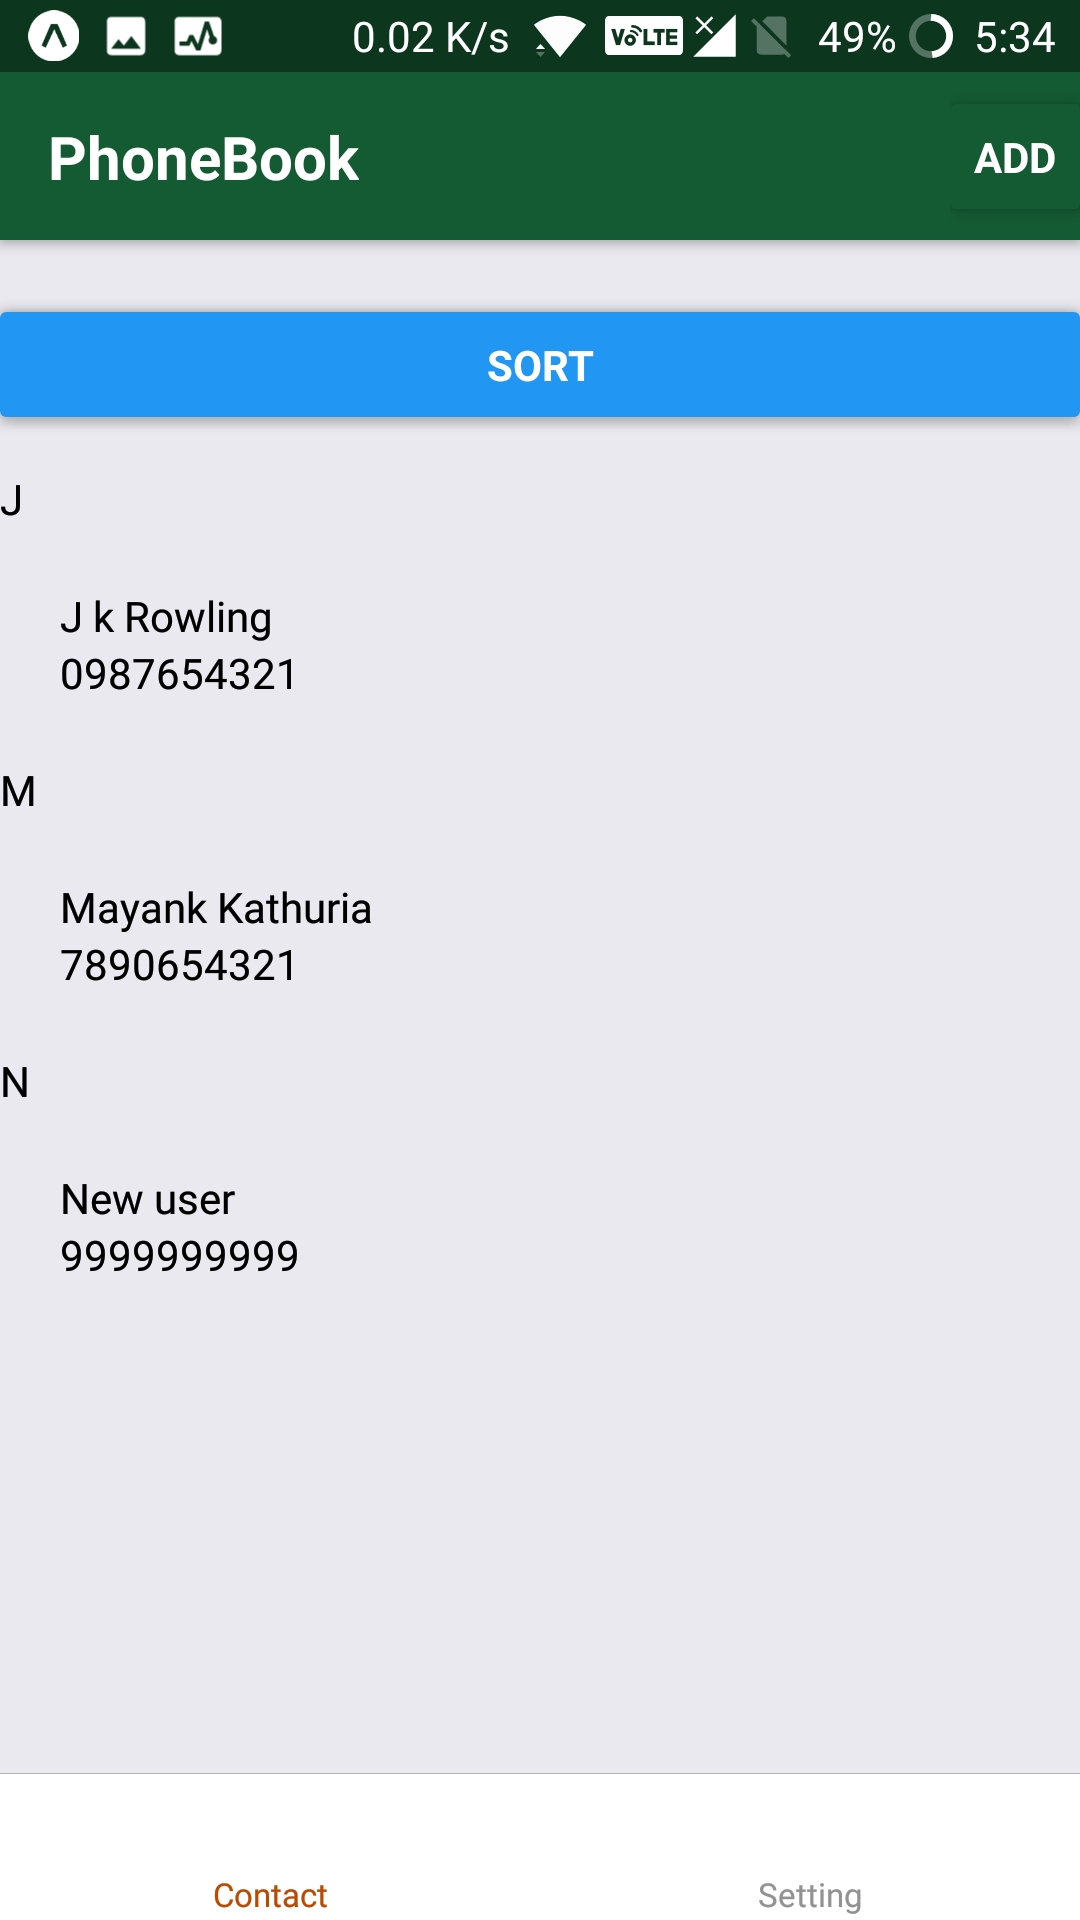 0.02 K/s VoLTE 49% 5:34
PhoneBook ADD
SORT
J
J k Rowling
0987654321
M
Mayank Kathuria
7890654321
N
New user
9999999999
Contact Setting